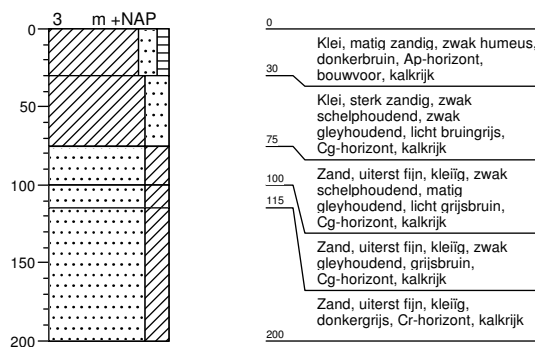 3 m +NAP
0
50
100
150
200
0
Klei, matig zandig, zwak humeus,
donkerbruin, Ap-horizont,
bouwvoor, kalkrijk
30
Klei, sterk zandig, zwak
schelphoudend, zwak
gleyhoudend, licht bruingrijs,
Cg-horizont, kalkrijk
75
Zand, uiterst fijn, kleiïg, zwak
schelphoudend, matig
gleyhoudend, licht grijsbruin,
Cg-horizont, kalkrijk
100
115
Zand, uiterst fijn, kleiïg, zwak
gleyhoudend, grijsbruin,
Cg-horizont, kalkrijk
Zand, uiterst fijn, kleiïg,
donkergrijs, Cr-horizont, kalkrijk
200